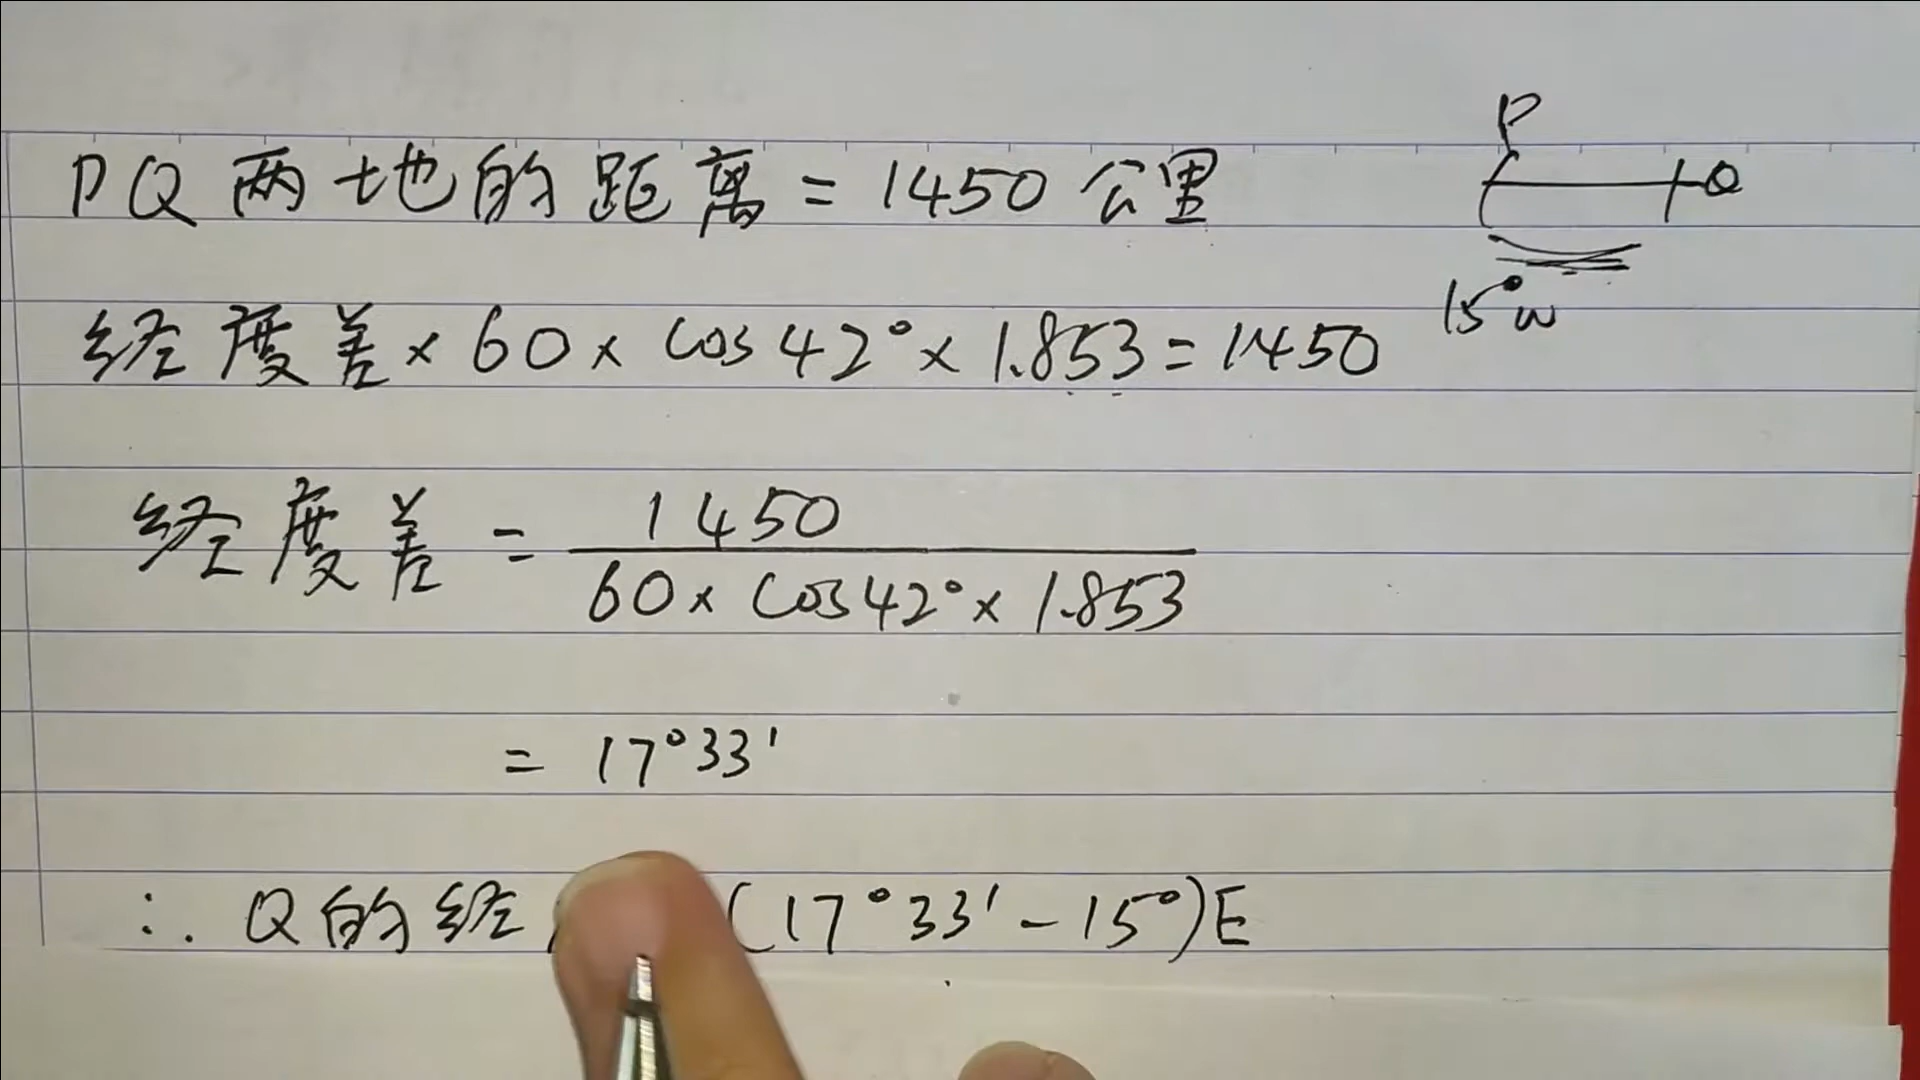 PQ两地的距离=1450公里
P
Q
15°W
经度差×60×cos42°×1.853=1450
经度差=1450
60×cos42°×1.853
=17°33'
∴Q的经 (17°33'-15°)E